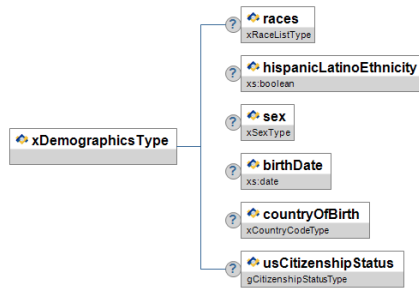 races
xRaceListType
hispanicLatinoEthnicity
xs:boolean
sex
xSexType
xDemographicsType
birthDate
xs:date
countryOfBirth
xCountryCodeType
usCitizenshipStatus
gCitizenshipStatusType